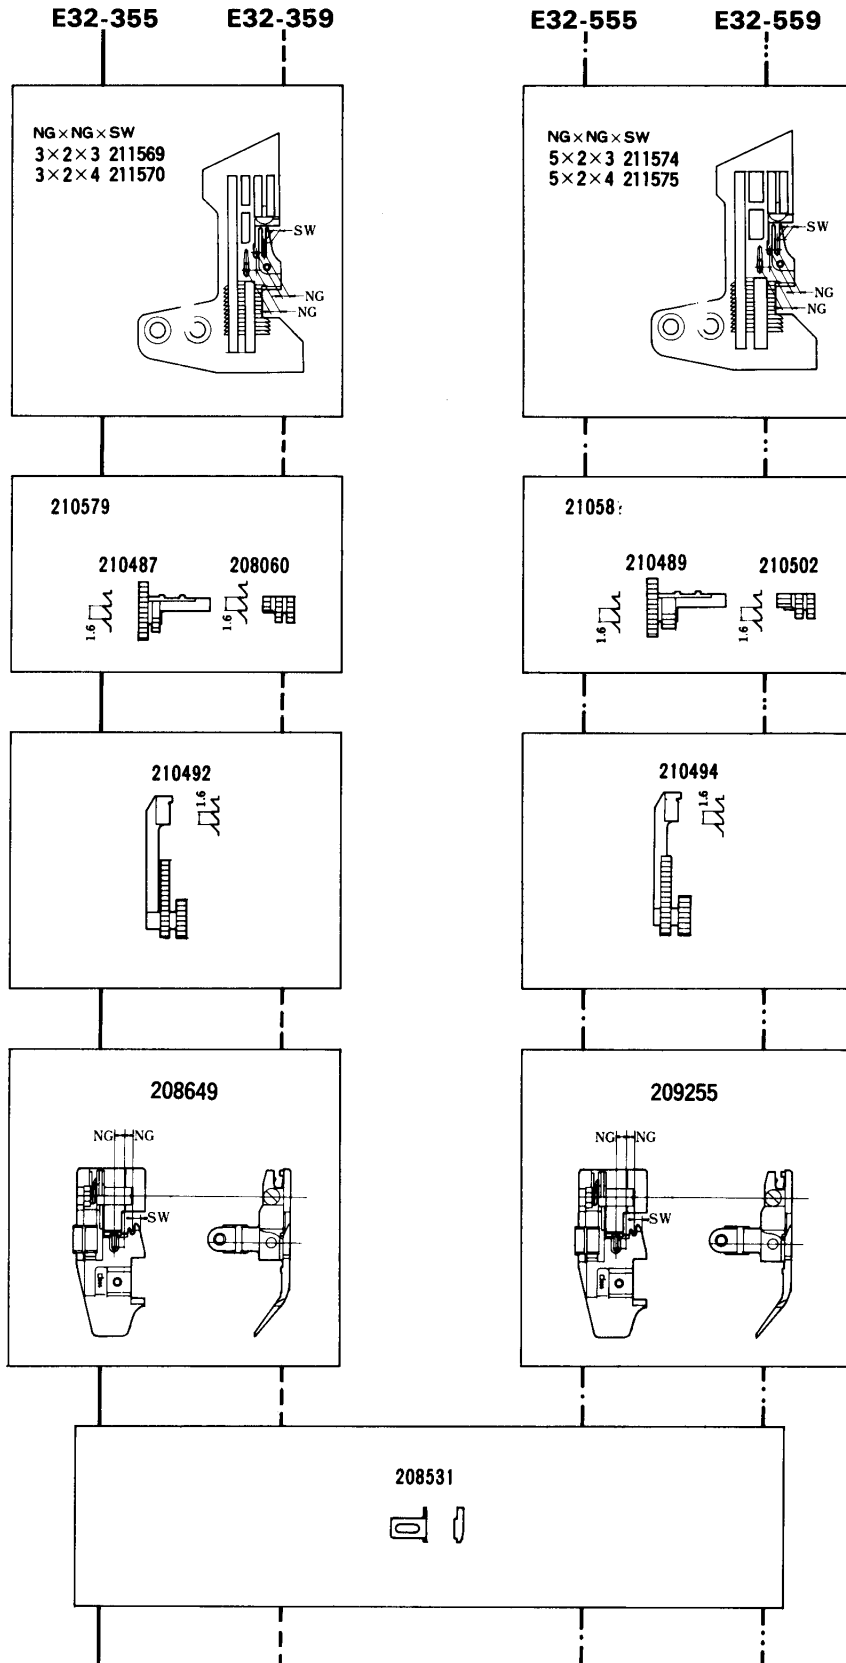 E32-355 E32-359 E32-555 E32-559
NG×NG×SW
3×2×3 211569
3×2×4 211570
SW
NG
NG
NG×NG×SW
5×2×3 211574
5×2×4 211575
SW
NG
NG
210579
210487 208060
1.6 1.6
210489 210502
1.6 1.6
210492
1.6
210494
1.6
208649
NG NG
SW
209255
NG NG
SW
208531